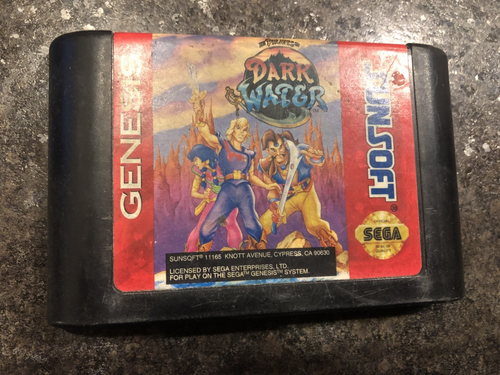 GENESIS
PIRATES
DARK
WATER
SUNSOFT
SEGA
SUNSOFT® 11165 KNOTT AVENUE, CYPRESS, CA 90630
LICENSED BY SEGA ENTERPRISES, LTD.
FOR PLAY ON THE SEGA™ GENESIS™ SYSTEM.